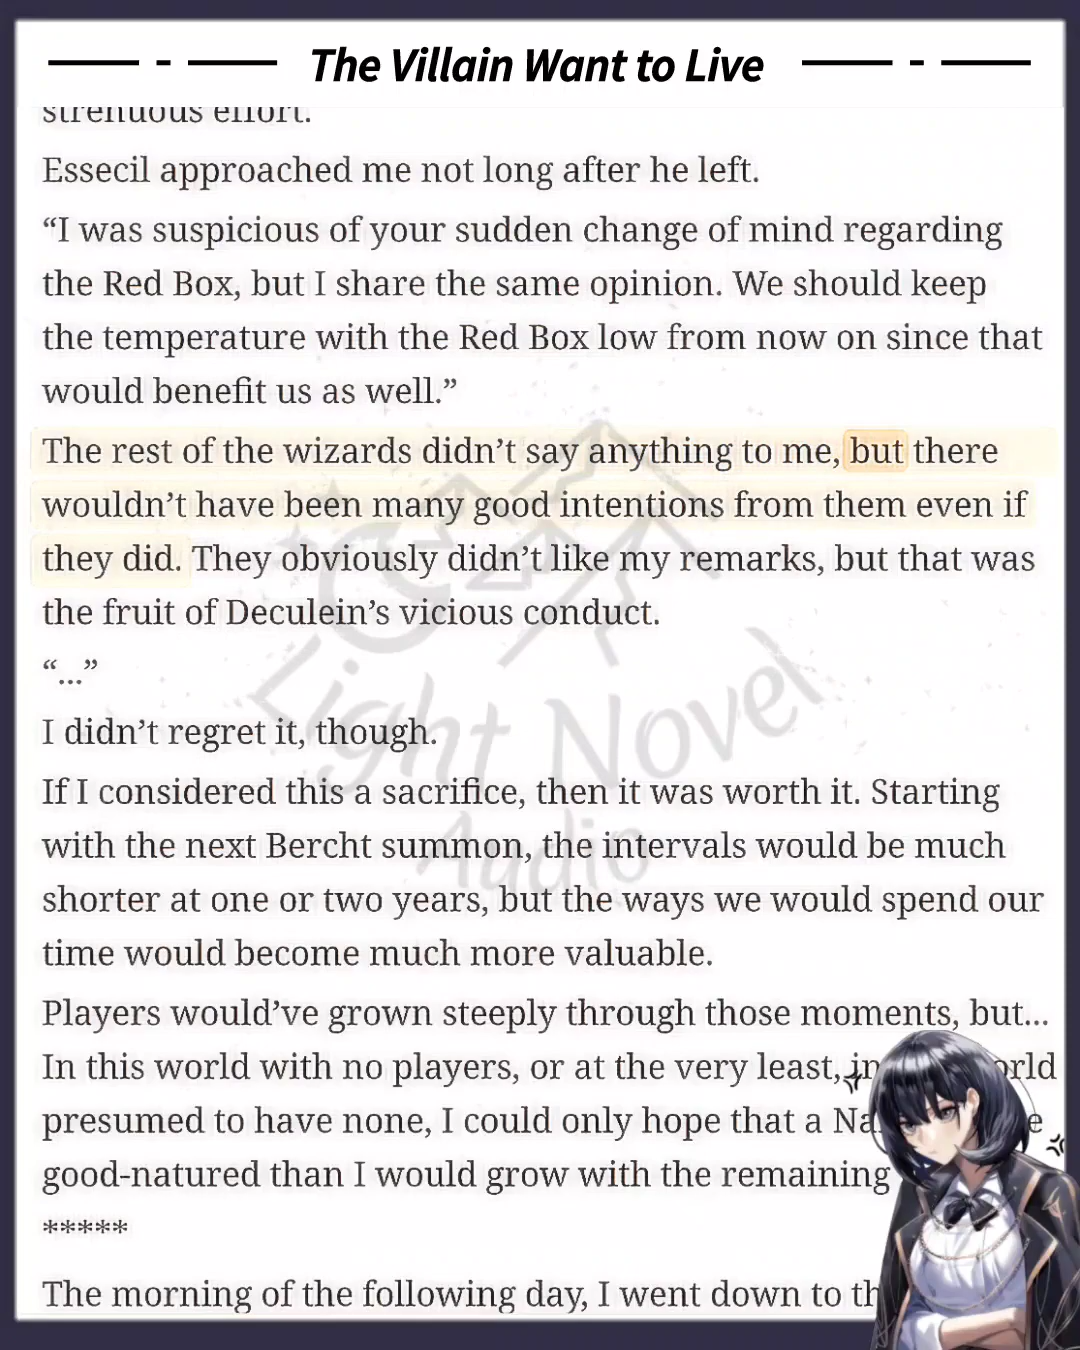 The Villain Want to Live
strenuous effort.
Essecil approached me not long after he left.
“I was suspicious of your sudden change of mind regarding
the Red Box, but I share the same opinion. We should keep
the temperature with the Red Box low from now on since that
would benefit us as well.”
The rest of the wizards didn’t say anything to me, but there
wouldn’t have been many good intentions from them even if
they did. They obviously didn’t like my remarks, but that was
the fruit of Deculein’s vicious conduct.
“...”
I didn’t regret it, though.
If I considered this a sacrifice, then it was worth it. Starting
with the next Bercht summon, the intervals would be much
shorter at one or two years, but the ways we would spend our
time would become much more valuable.
Players would’ve grown steeply through those moments, but...
In this world with no players, or at the very least, in
presumed to have none, I could only hope that a
good-natured than I would grow with the remaining
*****
The morning of the following day, I went down to
Light Novel
Audio